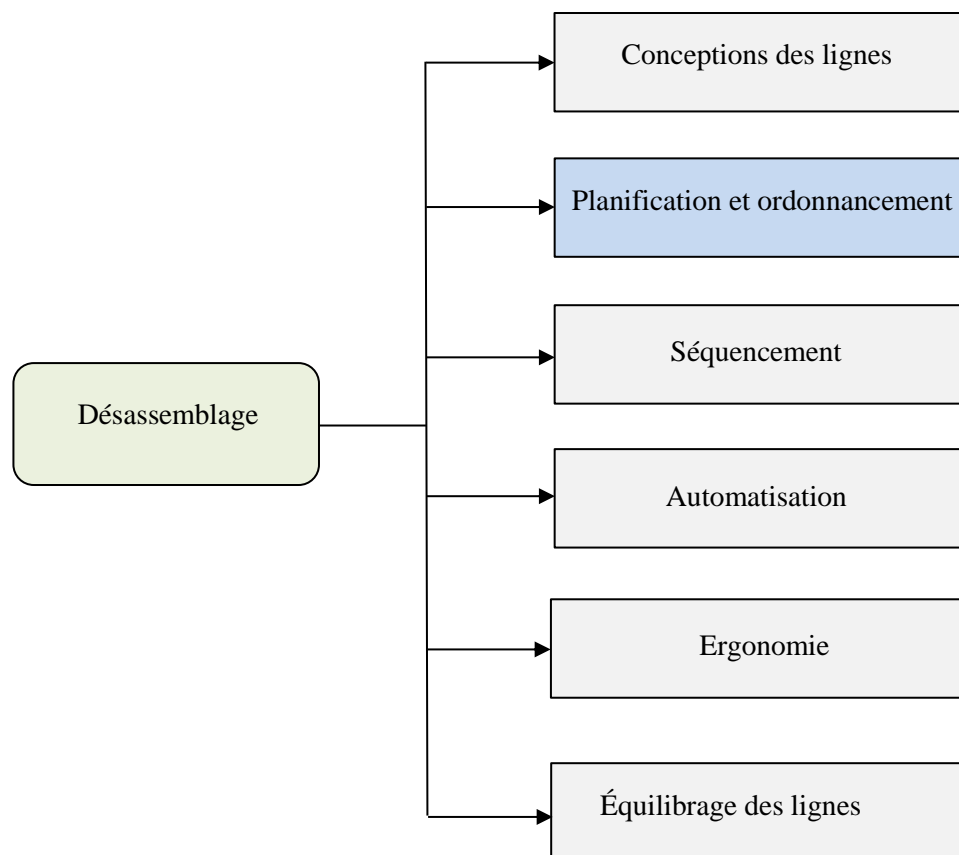 Conceptions des lignes
Planification et ordonnancement
Séquencement
Désassemblage
Automatisation
Ergonomie
Équilibrage des lignes